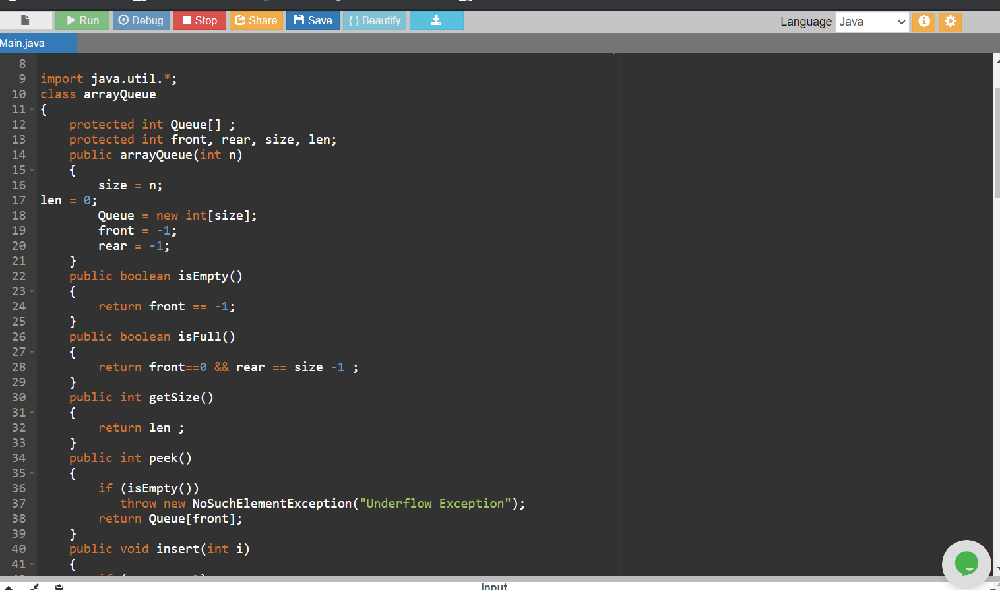 Run Debug Stop Share Save { } Beautify Language Java
Main.java
8
9 import java.util.*;
10 class arrayQueue
11 {
12 protected int Queue[] ;
13 protected int front, rear, size, len;
14 public arrayQueue(int n)
15 {
16 size = n;
17 len = 0;
18 Queue = new int[size];
19 front = -1;
20 rear = -1;
21 }
22 public boolean isEmpty()
23 {
24 return front == -1;
25 }
26 public boolean isFull()
27 {
28 return front==0 && rear == size -1 ;
29 }
30 public int getSize()
31 {
32 return len ;
33 }
34 public int peek()
35 {
36 if (isEmpty())
37 throw new NoSuchElementException("Underflow Exception");
38 return Queue[front];
39 }
40 public void insert(int i)
41 {
input